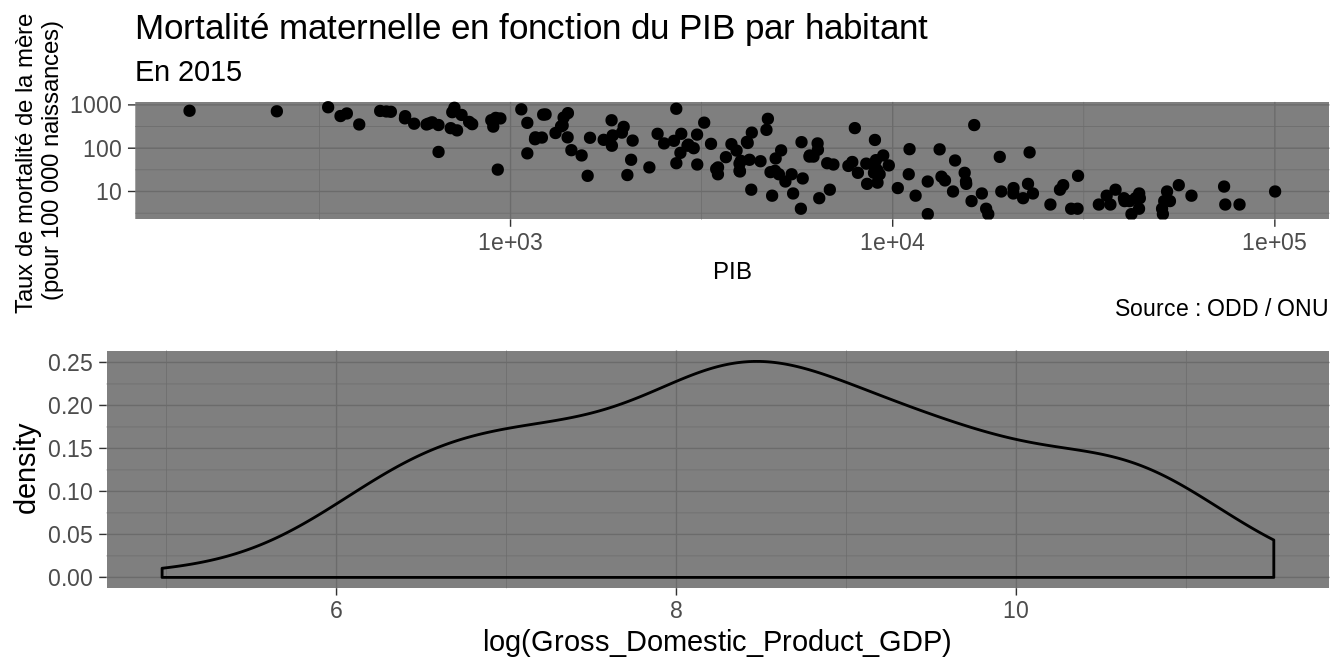 Mortalité maternelle en fonction du PIB par habitant
En 2015
Taux de mortalité de la mère
(pour 100 000 naissances)
1000
100
10
1e+03
1e+04
1e+05
PIB
Source : ODD / ONU
density
0.25
0.20
0.15
0.10
0.05
0.00
6
8
10
log(Gross_Domestic_Product_GDP)